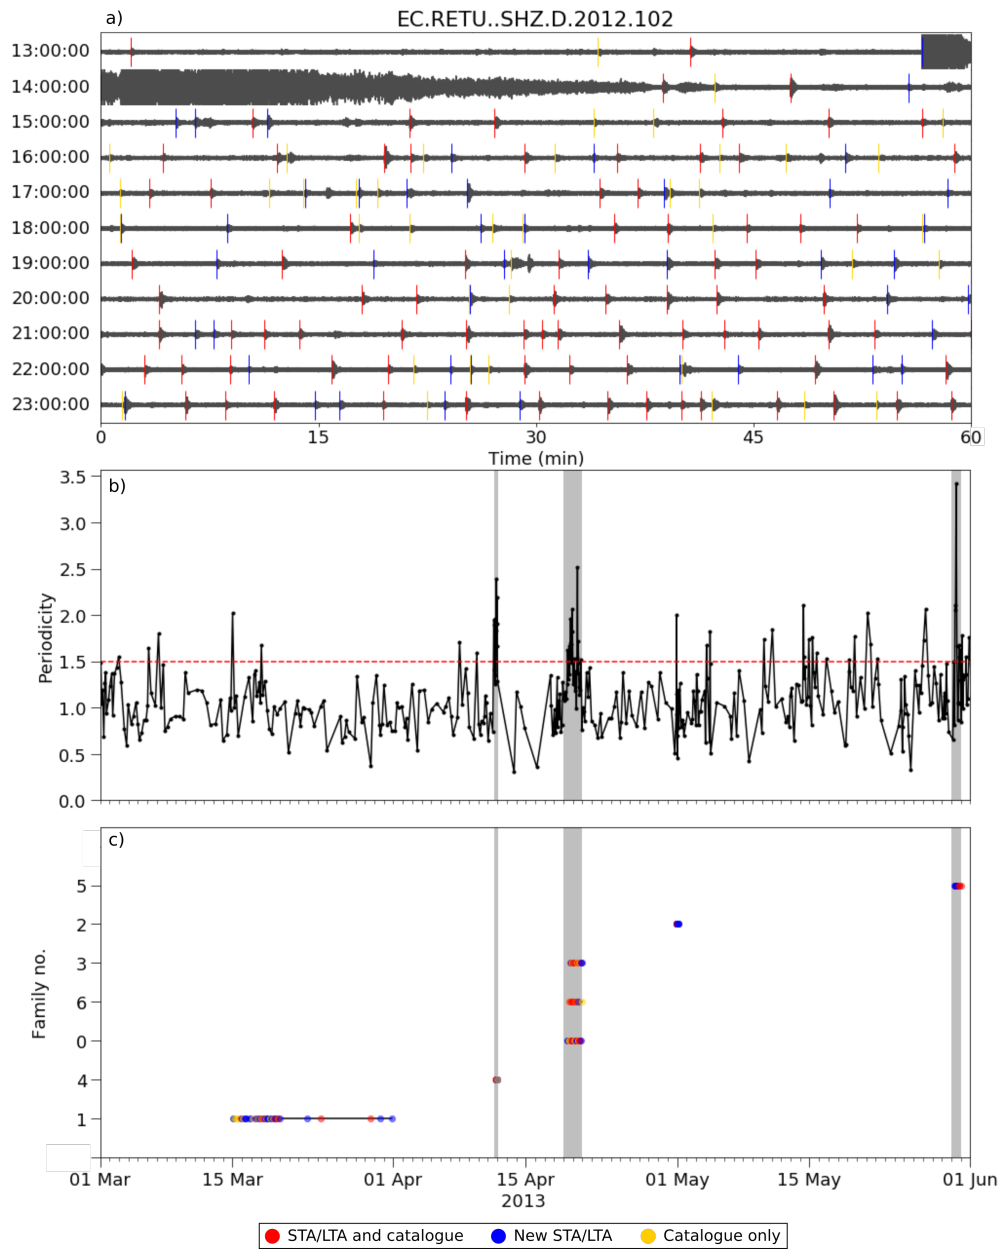 a)
EC.RETU..SHZ.D.2012.102
13:00:00
14:00:00
15:00:00
16:00:00
17:00:00
18:00:00
19:00:00
20:00:00
21:00:00
22:00:00
23:00:00
0 15 30 45 60
Time (min)
b)
3.5
3.0
2.5
2.0
1.5
1.0
0.5
0.0
Periodicity
c)
5
2
3
6
0
4
1
Family no.
01 Mar 15 Mar 01 Apr 15 Apr 01 May 15 May 01 Jun
2013
STA/LTA and catalogue New STA/LTA Catalogue only